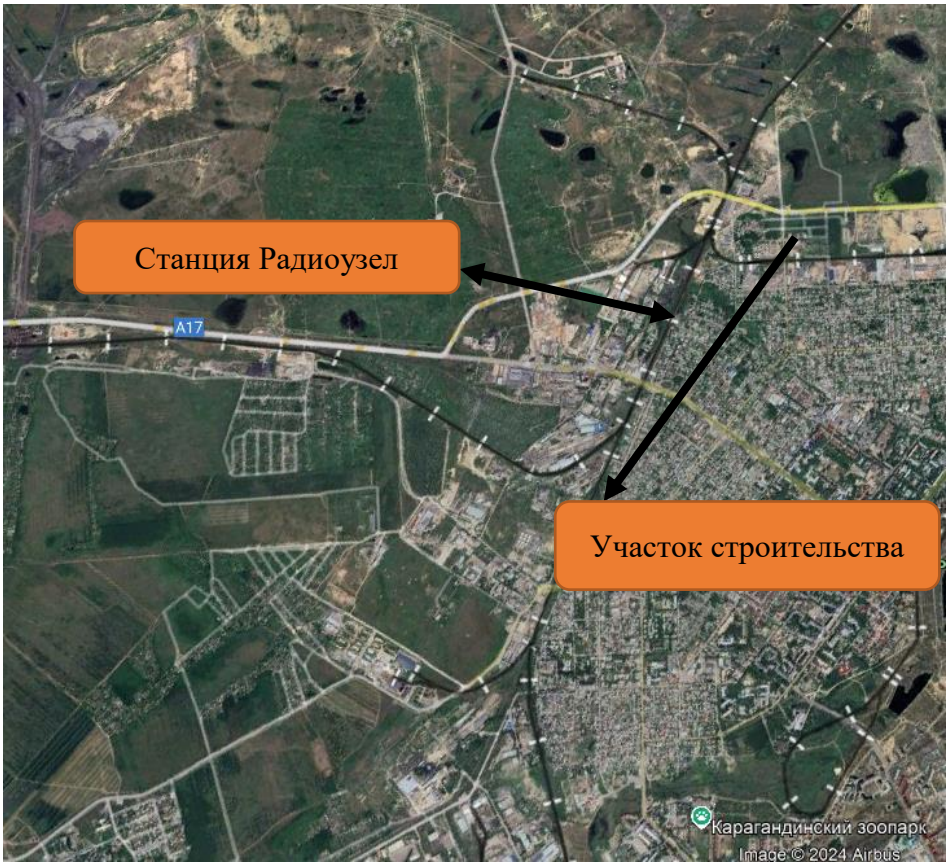 Станция Радиоузел
A17
Участок строительства
Карагандинский зоопарк
Image © 2024 Airbus